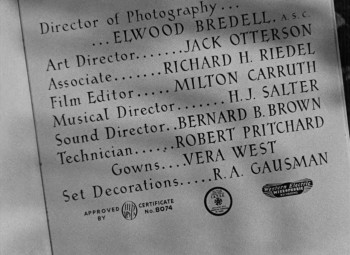 Director of Photography...
...ELWOOD BREDELL, A.S.C.
Art Director.......JACK OTTERSON
Associate......RICHARD H. RIEDEL
Film Editor.....MILTON CARRUTH
Musical Director.......H. J. SALTER
Sound Director..BERNARD B. BROWN
Technician.....ROBERT PRITCHARD
Gowns...VERA WEST
Set Decorations.....R. A. GAUSMAN
APPROVED BY CERTIFICATE No. 8074
Western Electric